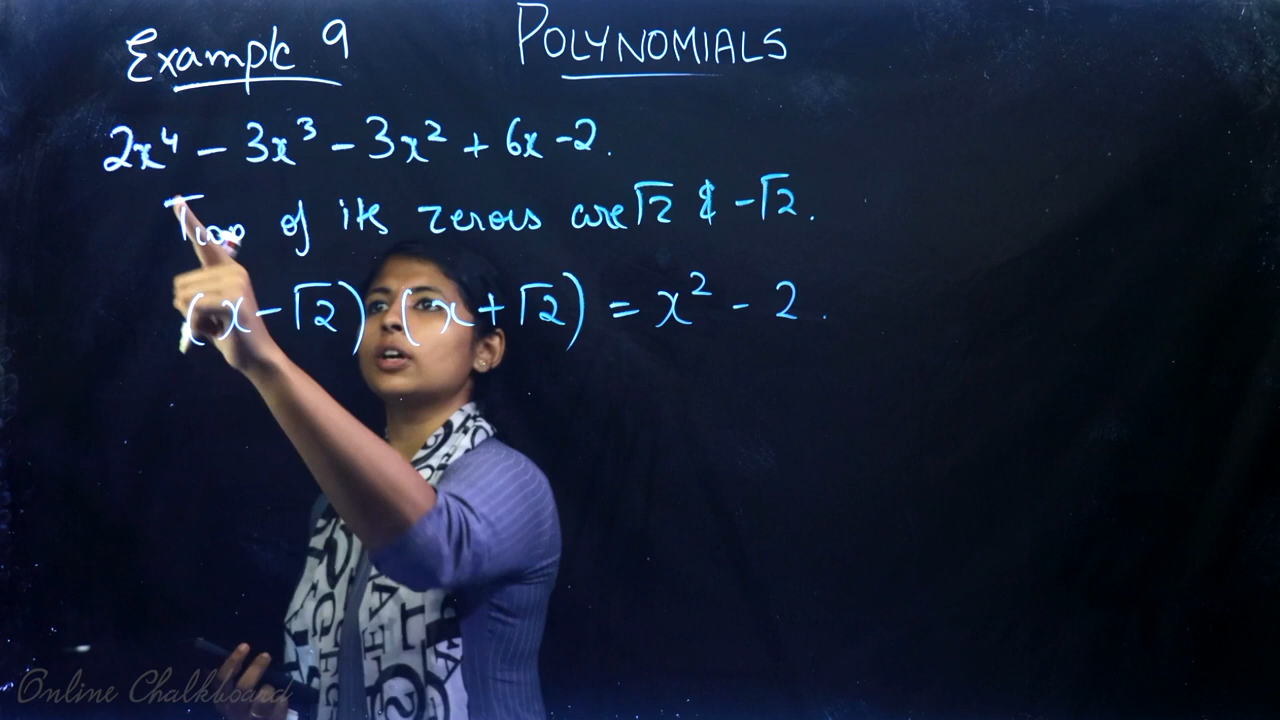 Example 9
POLYNOMIALS
2x⁴ - 3x³ - 3x² + 6x - 2.
Two of its zeros are √2 & -√2.
(x-√2) (x+√2) = x² - 2.
Online Chalkboard